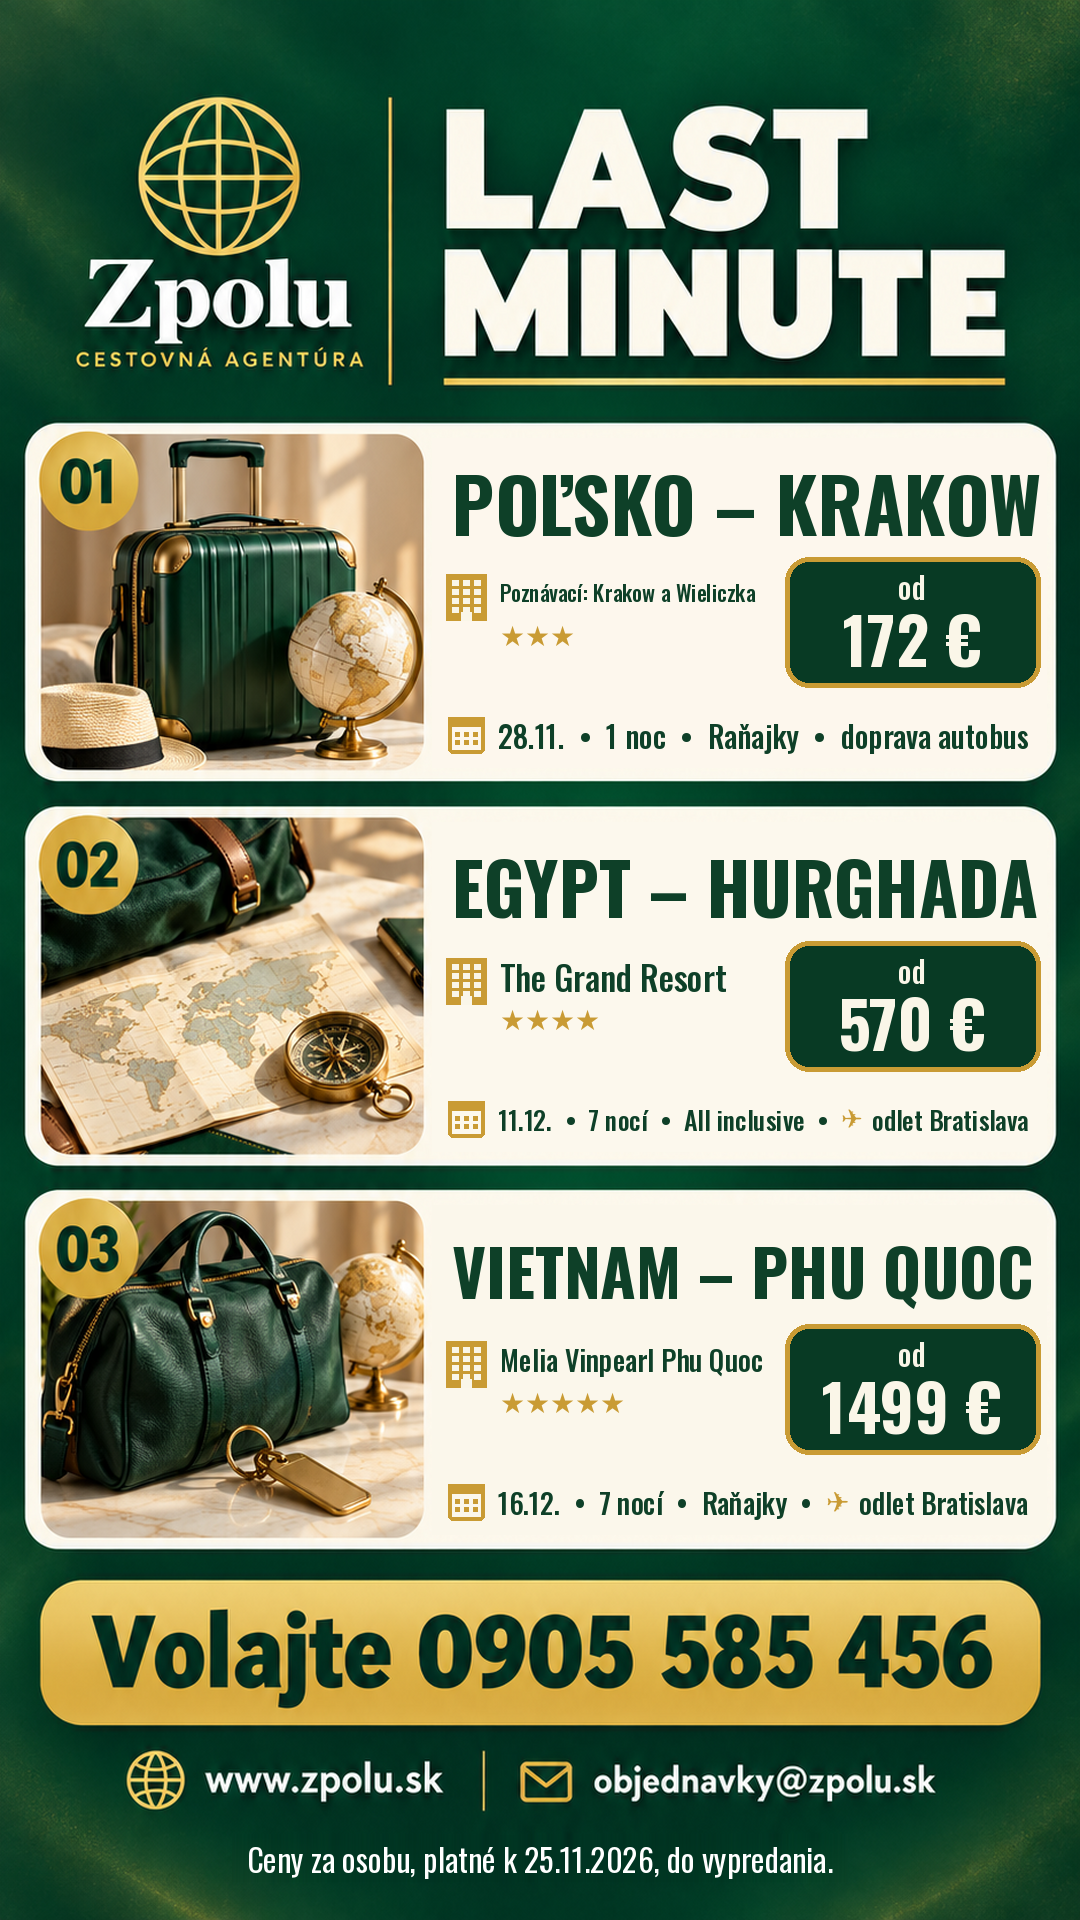 Zpolu
CESTOVNÁ AGENTÚRA
LAST
MINUTE
01
POĽSKO – KRAKOW
Poznávací: Krakow a Wieliczka
★★★
od
172 €
28.11. • 1 noc • Raňajky • doprava autobus
02
EGYPT – HURGHADA
The Grand Resort
★★★★
od
570 €
11.12. • 7 nocí • All inclusive • ✈ odlet Bratislava
03
VIETNAM – PHU QUOC
Melia Vinpearl Phu Quoc
★★★★★
od
1499 €
16.12. • 7 nocí • Raňajky • ✈ odlet Bratislava
Volajte 0905 585 456
www.zpolu.sk
objednavky@zpolu.sk
Ceny za osobu, platné k 25.11.2026, do vypredania.